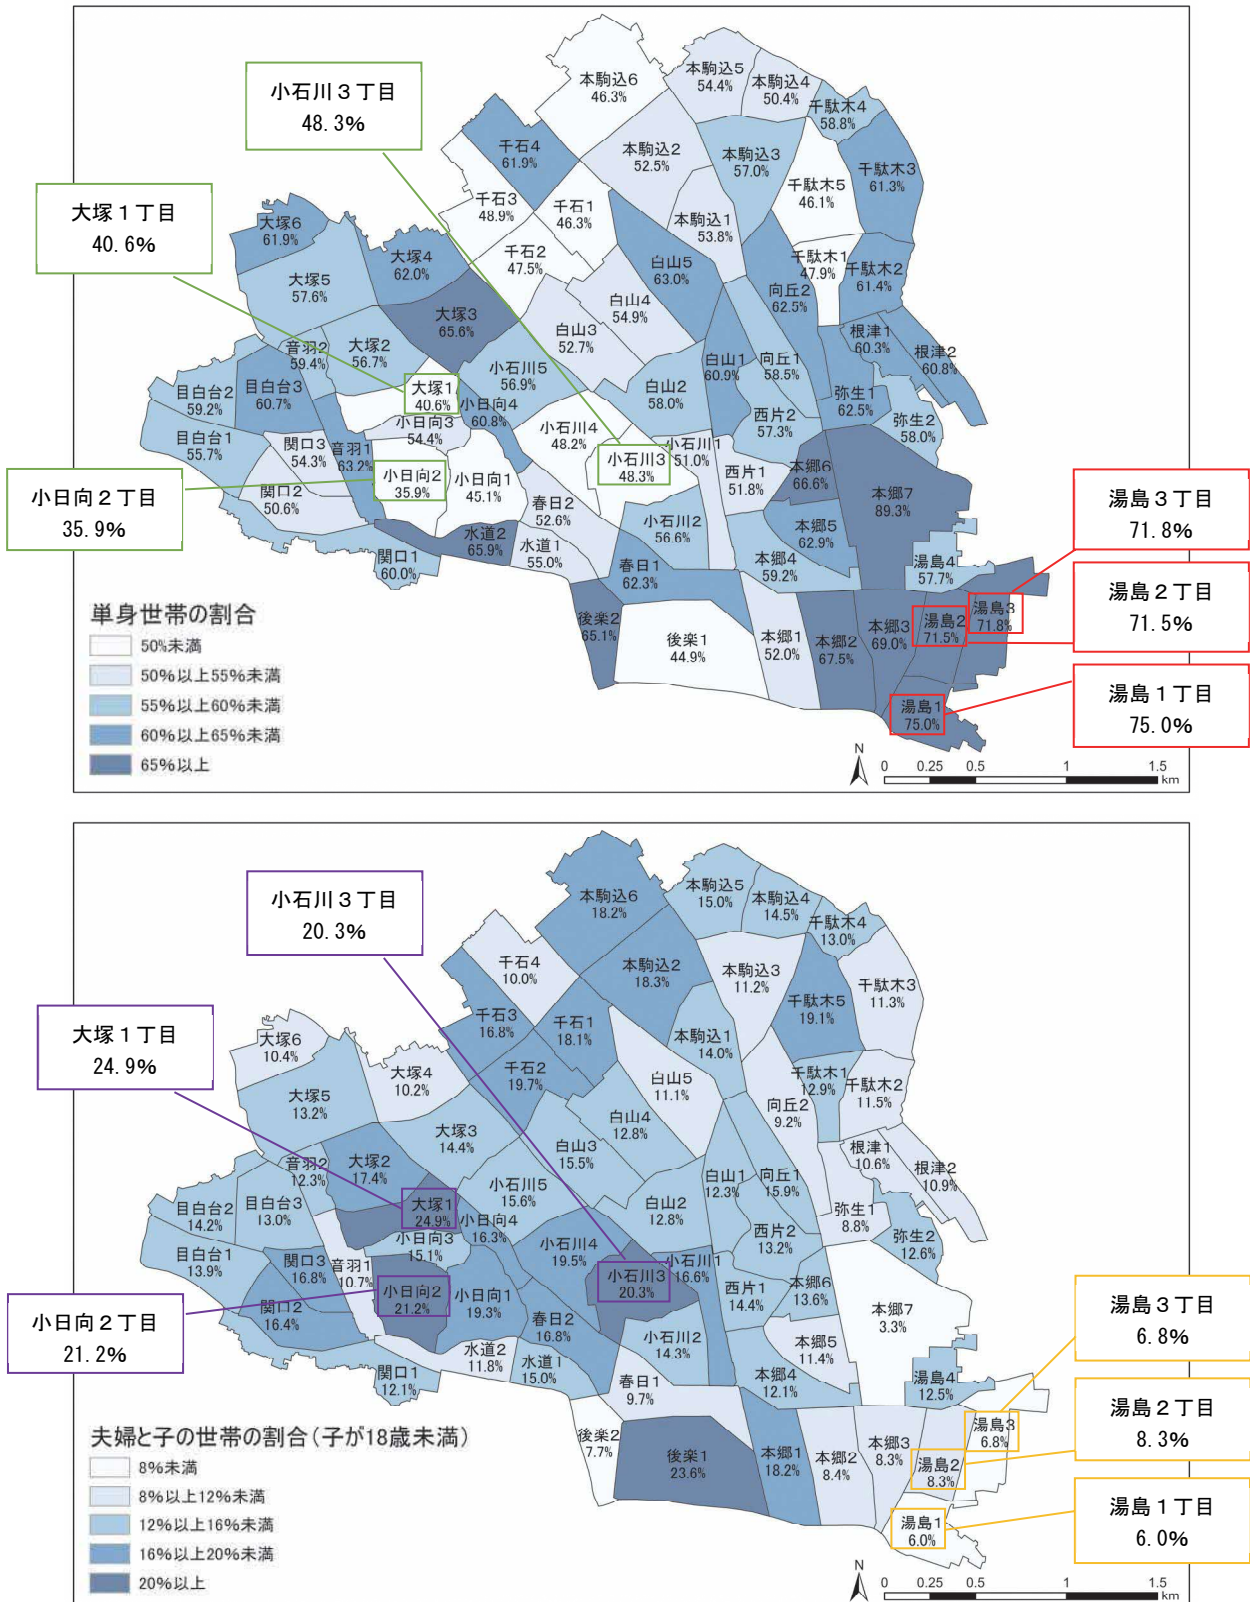 小石川３丁目
48.3%
大塚１丁目
40.6%
小日向２丁目
35.9%
湯島３丁目
71.8%
湯島２丁目
71.5%
湯島１丁目
75.0%
本駒込6
46.3%
本駒込5
54.4%
本駒込4
50.4%
千駄木4
58.8%
千石4
61.9%
本駒込2
52.5%
本駒込3
57.0%
千駄木3
61.3%
千駄木5
46.1%
千石3
48.9%
千石1
46.3%
本駒込1
53.8%
大塚6
61.9%
大塚4
62.0%
千石2
47.5%
白山5
63.0%
千駄木1
47.9%
千駄木2
61.4%
向丘2
62.5%
大塚5
57.6%
白山4
54.9%
大塚3
65.6%
白山3
52.7%
根津1
60.3%
根津2
60.8%
音羽2
59.4%
大塚2
56.7%
小石川5
56.9%
白山1
60.9%
向丘1
58.5%
目白台2
59.2%
目白台3
60.7%
大塚1
40.6%
小日向4
60.8%
白山2
58.0%
西片2
57.3%
弥生1
62.5%
弥生2
58.0%
小日向3
54.4%
小石川4
48.2%
小石川1
51.0%
目白台1
55.7%
関口3
54.3%
音羽1
63.2%
小日向2
35.9%
小日向1
45.1%
小石川3
48.3%
西片1
51.8%
本郷6
66.6%
本郷7
89.3%
関口2
50.6%
春日2
52.6%
小石川2
56.6%
本郷5
62.9%
水道2
65.9%
水道1
55.0%
関口1
60.0%
春日1
62.3%
本郷4
59.2%
湯島4
57.7%
後楽2
65.1%
後楽1
44.9%
本郷1
52.0%
本郷2
67.5%
本郷3
69.0%
湯島2
71.5%
湯島3
71.8%
湯島1
75.0%
単身世帯の割合
50%未満
50%以上55%未満
55%以上60%未満
60%以上65%未満
65%以上
N
0 0.25 0.5 1 1.5
km
小石川３丁目
20.3%
大塚１丁目
24.9%
小日向２丁目
21.2%
湯島３丁目
6.8%
湯島２丁目
8.3%
湯島１丁目
6.0%
本駒込6
18.2%
本駒込5
15.0%
本駒込4
14.5%
千駄木4
13.0%
千石4
10.0%
本駒込2
18.3%
本駒込3
11.2%
千駄木3
11.3%
千駄木5
19.1%
千石3
16.8%
千石1
18.1%
本駒込1
14.0%
大塚6
10.4%
大塚4
10.2%
千石2
19.7%
白山5
11.1%
千駄木1
12.9%
千駄木2
11.5%
向丘2
9.2%
大塚5
13.2%
白山4
12.8%
大塚3
14.4%
白山3
15.5%
根津1
10.6%
根津2
10.9%
音羽2
12.3%
大塚2
17.4%
小石川5
15.6%
白山1
12.3%
向丘1
15.9%
目白台2
14.2%
目白台3
13.0%
大塚1
24.9%
小日向4
16.3%
白山2
12.8%
西片2
13.2%
弥生1
8.8%
弥生2
12.6%
小日向3
15.1%
小石川4
19.5%
小石川1
16.6%
目白台1
13.9%
関口3
16.8%
音羽1
10.7%
小日向2
21.2%
小日向1
19.3%
小石川3
20.3%
西片1
14.4%
本郷6
13.6%
本郷7
3.3%
関口2
16.4%
春日2
16.8%
小石川2
14.3%
本郷5
11.4%
水道2
11.8%
水道1
15.0%
関口1
12.1%
春日1
9.7%
本郷4
12.1%
湯島4
12.5%
後楽2
7.7%
後楽1
23.6%
本郷1
18.2%
本郷2
8.4%
本郷3
8.3%
湯島2
8.3%
湯島3
6.8%
湯島1
6.0%
夫婦と子の世帯の割合(子が18歳未満)
8%未満
8%以上12%未満
12%以上16%未満
16%以上20%未満
20%以上
N
0 0.25 0.5 1 1.5
km